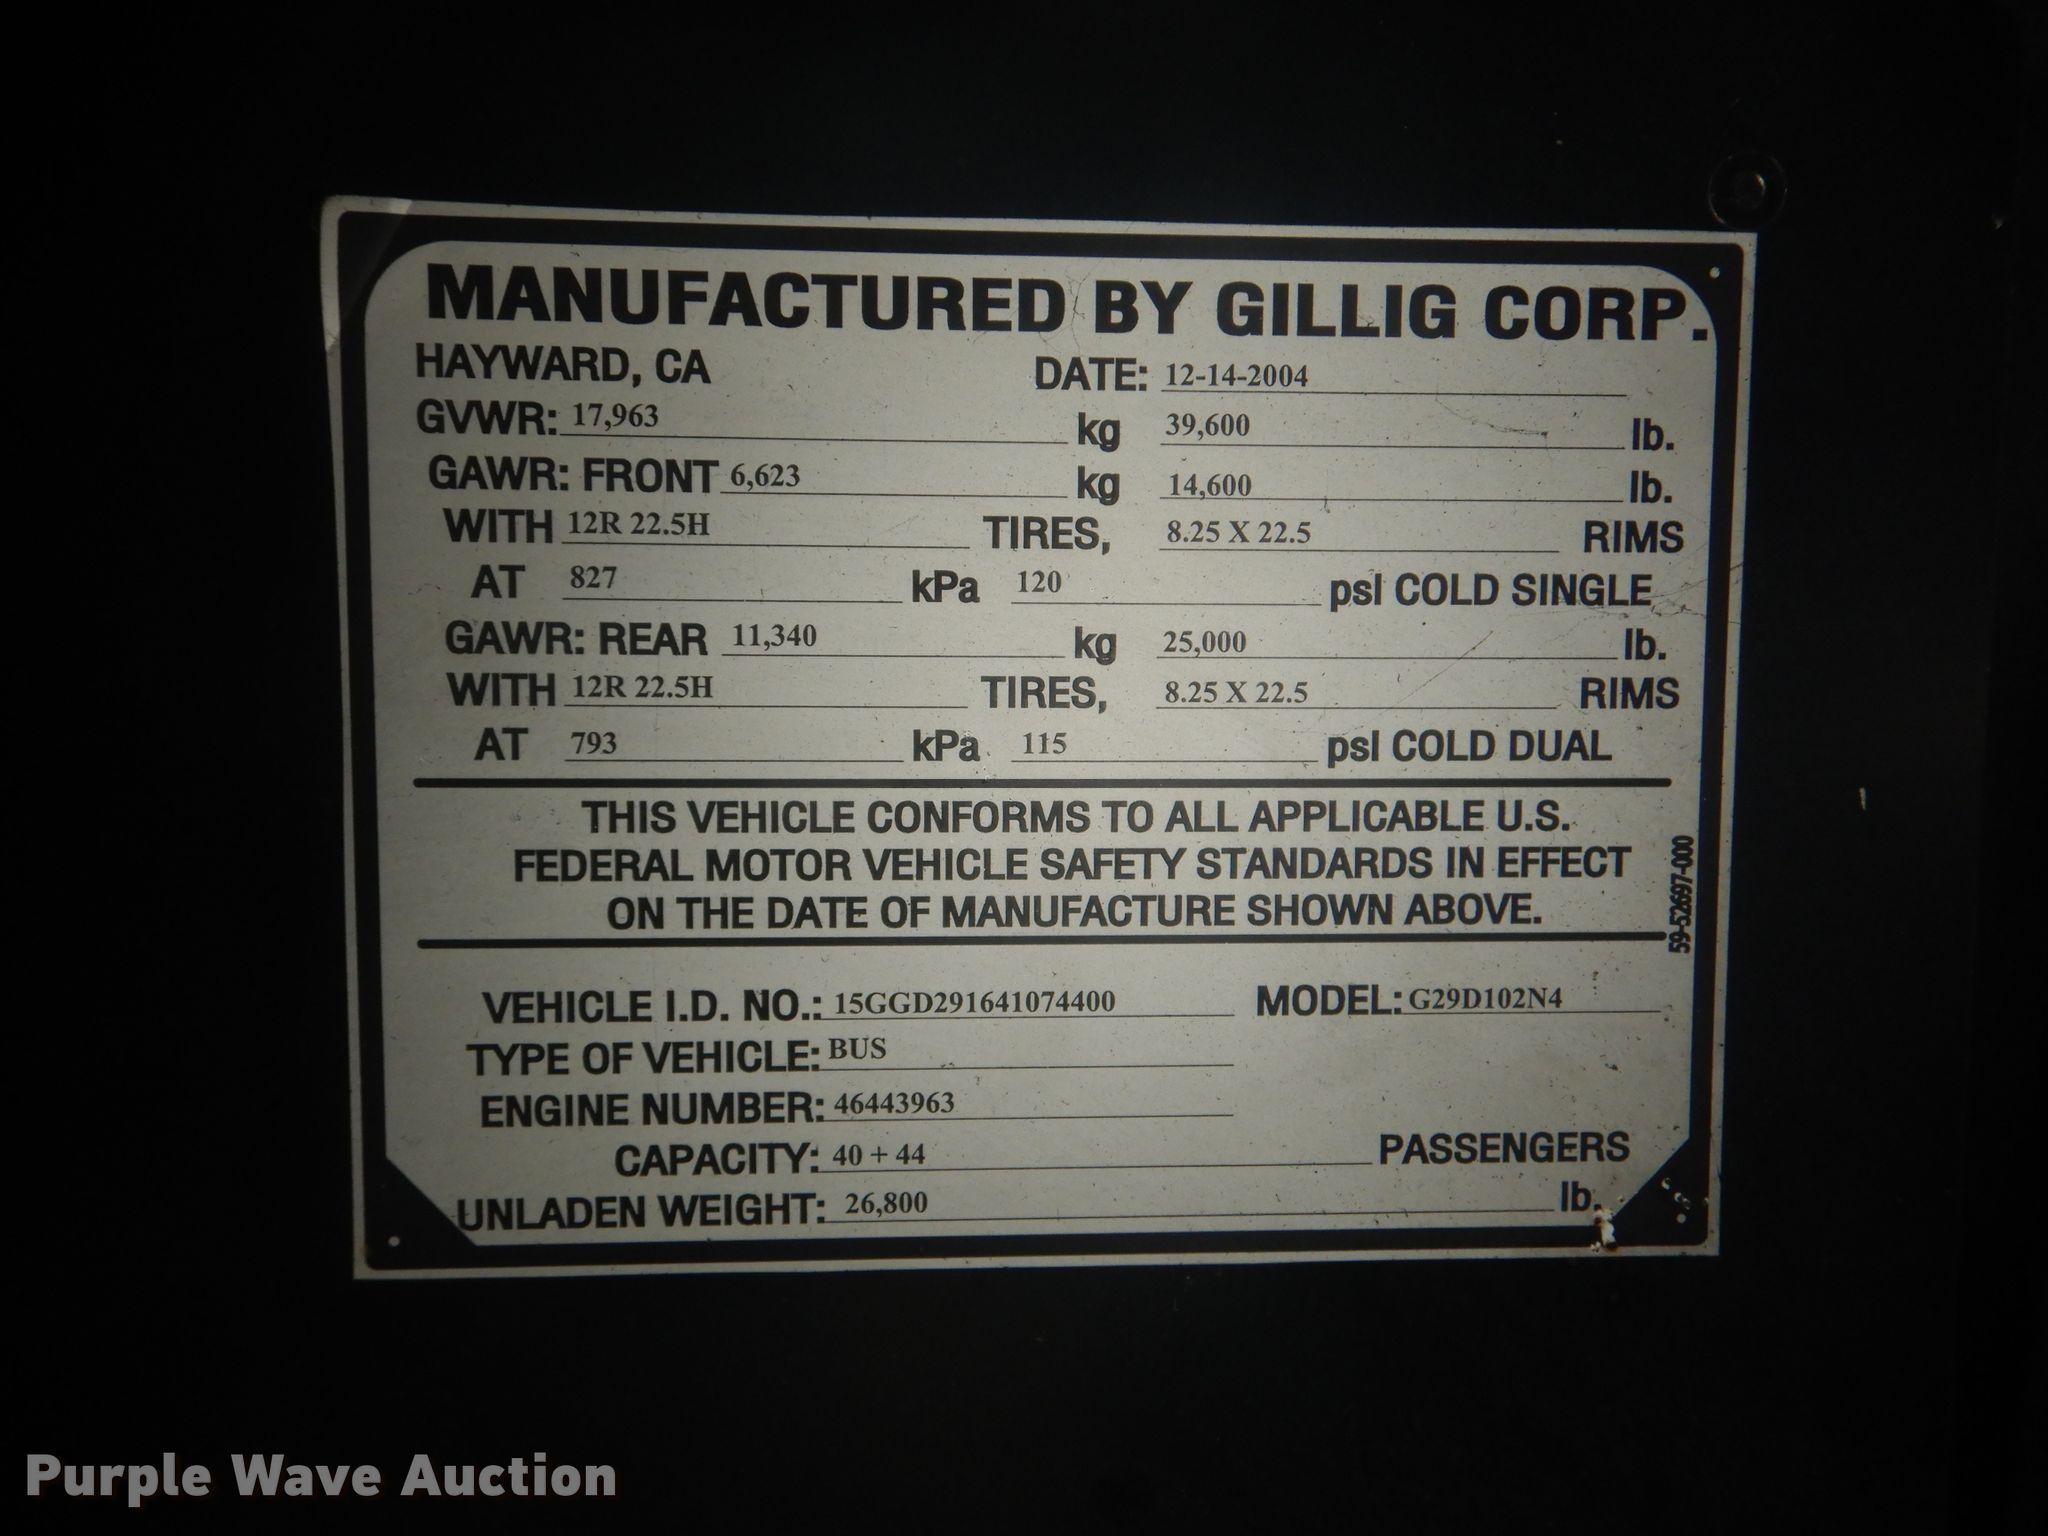 MANUFACTURED BY GILLIG CORP.
HAYWARD, CA DATE: 12-14-2004
GVWR: 17,963 kg 39,600 lb.
GAWR: FRONT 6,623 kg 14,600 lb.
WITH 12R 22.5H TIRES, 8.25 X 22.5 RIMS
AT 827 kPa 120 psI COLD SINGLE
GAWR: REAR 11,340 kg 25,000 lb.
WITH 12R 22.5H TIRES, 8.25 X 22.5 RIMS
AT 793 kPa 115 psI COLD DUAL
THIS VEHICLE CONFORMS TO ALL APPLICABLE U.S.
FEDERAL MOTOR VEHICLE SAFETY STANDARDS IN EFFECT
ON THE DATE OF MANUFACTURE SHOWN ABOVE.
59-52697-000
VEHICLE I.D. NO.: 15GGD291641074400 MODEL: G29D102N4
TYPE OF VEHICLE: BUS
ENGINE NUMBER: 46443963
CAPACITY: 40 + 44 PASSENGERS
UNLADEN WEIGHT: 26,800 lb.
Purple Wave Auction